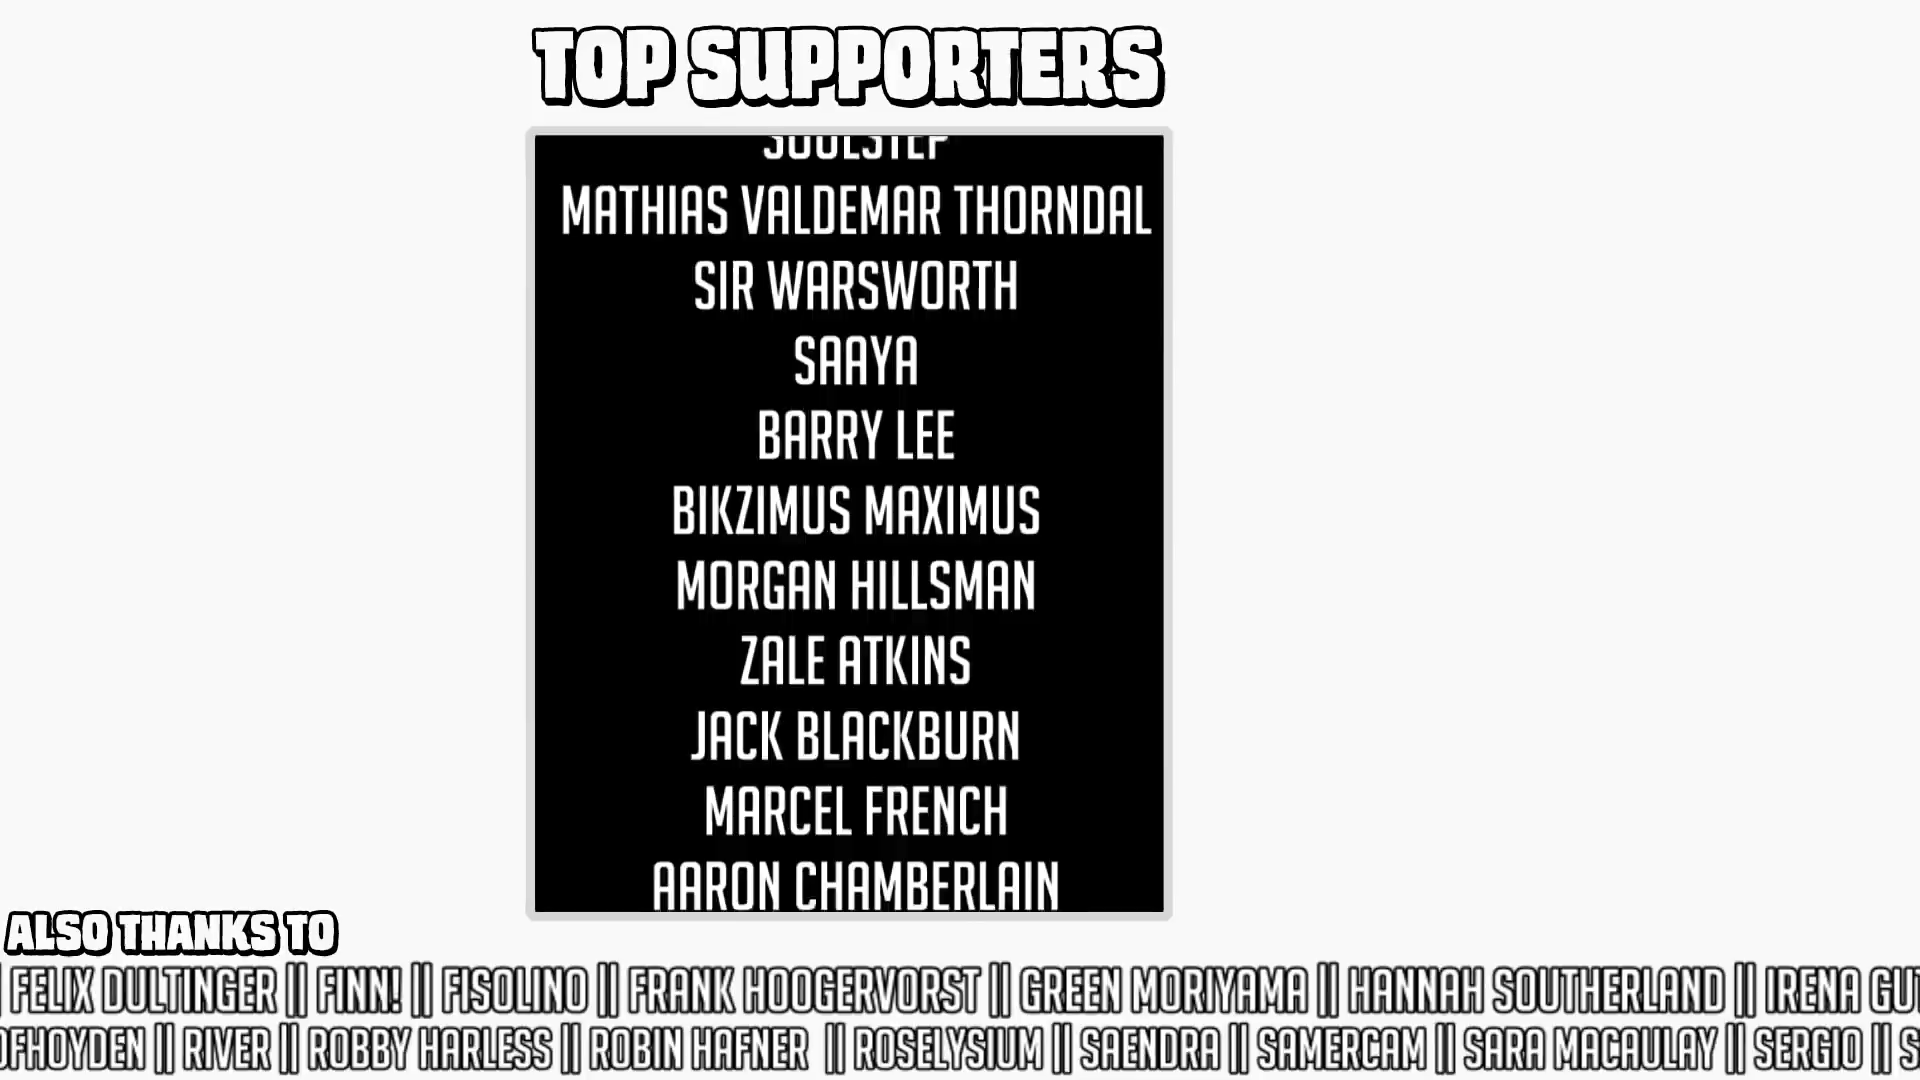 TOP SUPPORTERS
SOULSTEP
MATHIAS VALDEMAR THORNDAL
SIR WARSWORTH
SAAYA
BARRY LEE
BIKZIMUS MAXIMUS
MORGAN HILLSMAN
ZALE ATKINS
JACK BLACKBURN
MARCEL FRENCH
AARON CHAMBERLAIN
ALSO THANKS TO
| FELIX DULTINGER || FINN! || FISOLINO || FRANK HOOGERVORST || GREEN MORIYAMA || HANNAH SOUTHERLAND || IRENA
|| RIVER || ROBBY HARLESS || ROBIN HAFNER || ROSELYSIUM || SAENDRA || SAMERCAM || SARA MACAULAY || SERGIO ||